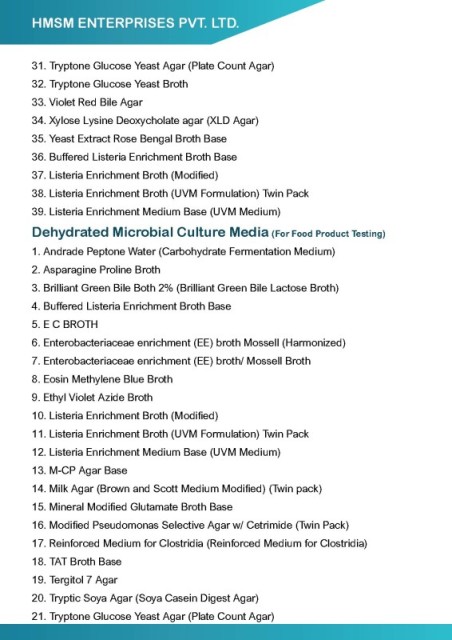 HMSM ENTERPRISES PVT. LTD.
31. Tryptone Glucose Yeast Agar (Plate Count Agar)
32. Tryptone Glucose Yeast Broth
33. Violet Red Bile Agar
34. Xylose Lysine Deoxycholate agar (XLD Agar)
35. Yeast Extract Rose Bengal Broth Base
36. Buffered Listeria Enrichment Broth Base
37. Listeria Enrichment Broth (Modified)
38. Listeria Enrichment Broth (UVM Formulation) Twin Pack
39. Listeria Enrichment Medium Base (UVM Medium)
Dehydrated Microbial Culture Media (For Food Product Testing)
1. Andrade Peptone Water (Carbohydrate Fermentation Medium)
2. Asparagine Proline Broth
3. Brilliant Green Bile Both 2% (Brilliant Green Bile Lactose Broth)
4. Buffered Listeria Enrichment Broth Base
5. E C BROTH
6. Enterobacteriaceae enrichment (EE) broth Mossell (Harmonized)
7. Enterobacteriaceae enrichment (EE) broth/ Mossell Broth
8. Eosin Methylene Blue Broth
9. Ethyl Violet Azide Broth
10. Listeria Enrichment Broth (Modified)
11. Listeria Enrichment Broth (UVM Formulation) Twin Pack
12. Listeria Enrichment Medium Base (UVM Medium)
13. M-CP Agar Base
14. Milk Agar (Brown and Scott Medium Modified) (Twin pack)
15. Mineral Modified Glutamate Broth Base
16. Modified Pseudomonas Selective Agar w/ Cetrimide (Twin Pack)
17. Reinforced Medium for Clostridia (Reinforced Medium for Clostridia)
18. TAT Broth Base
19. Tergitol 7 Agar
20. Tryptic Soya Agar (Soya Casein Digest Agar)
21. Tryptone Glucose Yeast Agar (Plate Count Agar)